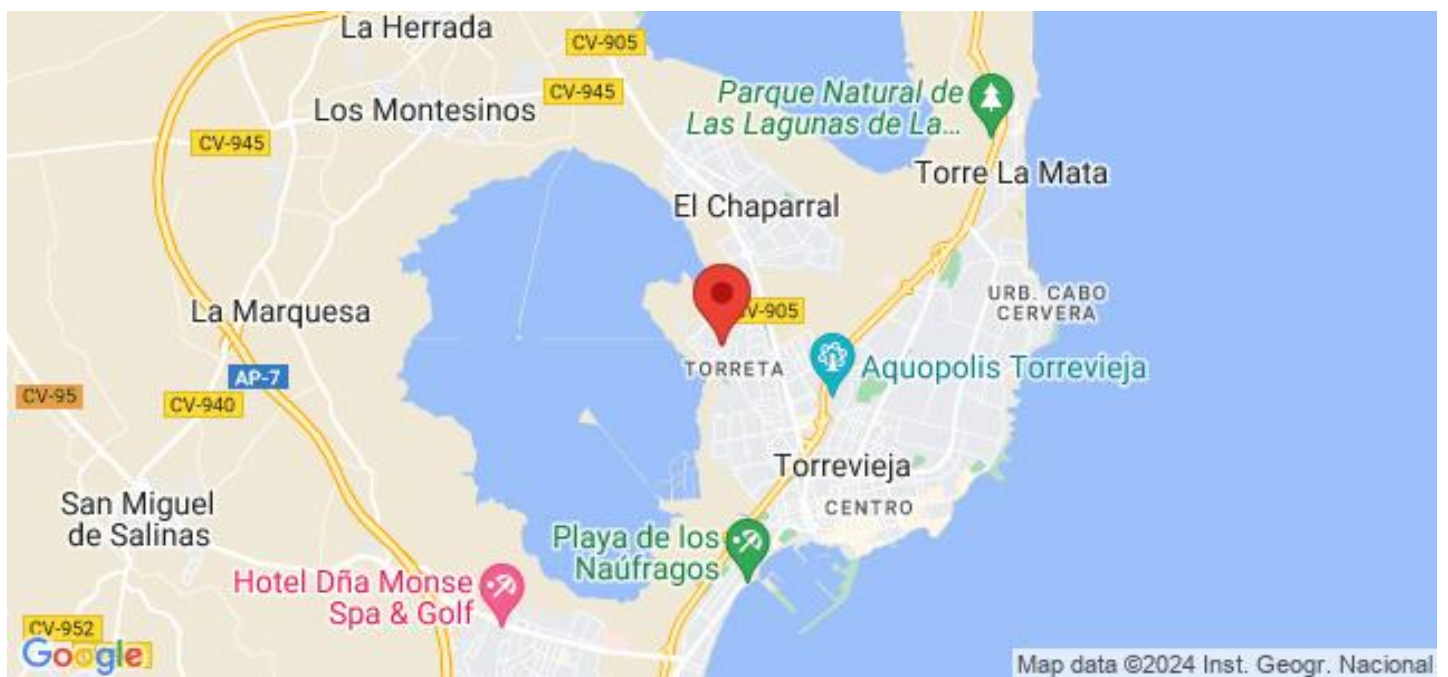 La Herrada
CV-905
CV-945
Los Montesinos
Parque Natural de
Las Lagunas de La...
CV-945
Torre La Mata
El Chaparral
URB. CABO
CERVERA
La Marquesa
V-905
TORRETA
Aquopolis Torrevieja
AP-7
CV-95
CV-940
Torrevieja
San Miguel
de Salinas
CENTRO
Playa de los
Naúfragos
Hotel Dña Monse
Spa & Golf
CV-952
Google
Map data ©2024 Inst. Geogr. Nacional